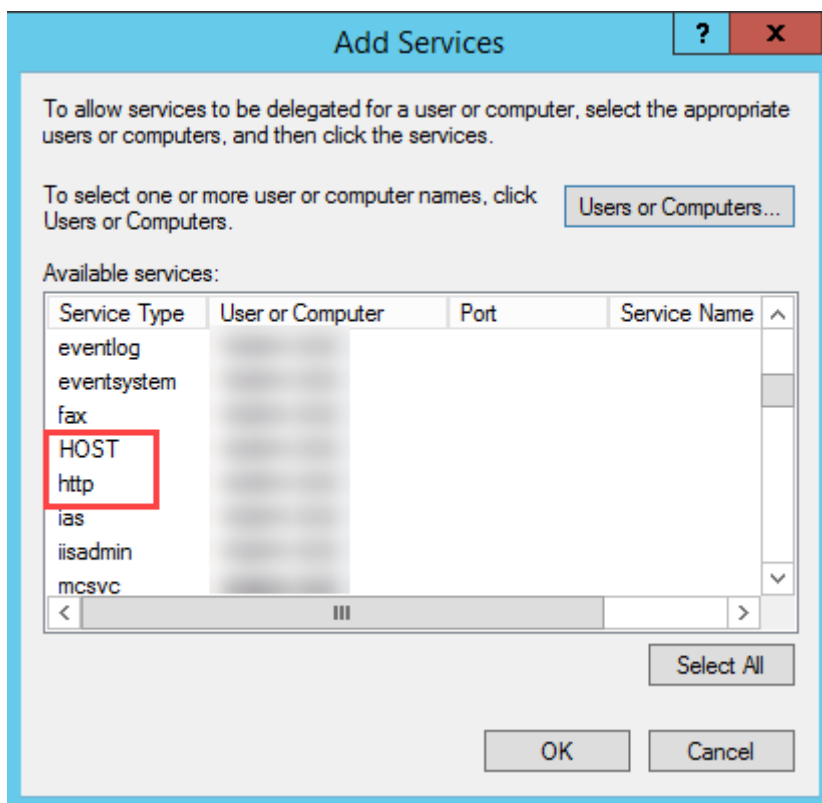 Add Services
?
x
To allow services to be delegated for a user or computer, select the appropriate
users or computers, and then click the services.
To select one or more user or computer names, click
Users or Computers.
Users or Computers...
Available services:
Service Type User or Computer Port Service Name
eventlog
eventsystem
fax
HOST
http
ias
iisadmin
mcsvc
Select All
OK Cancel